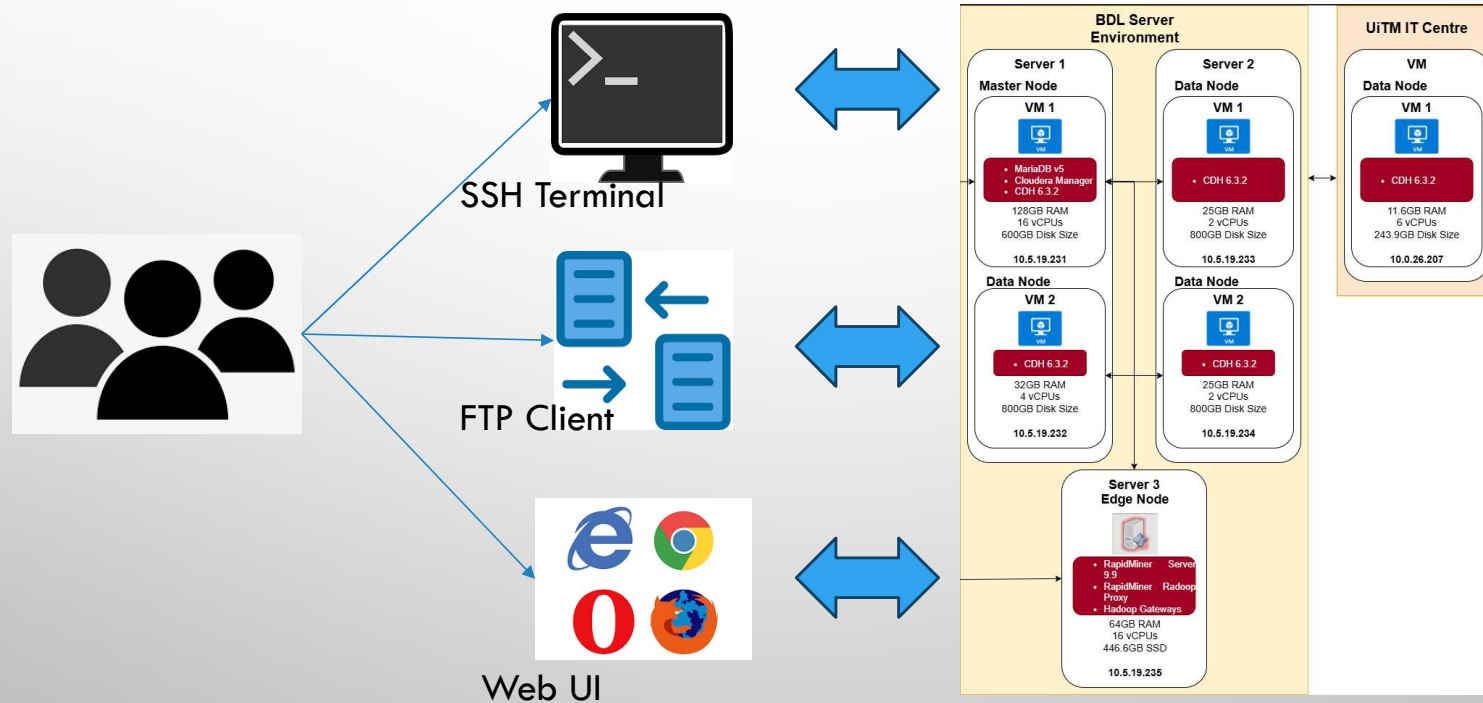 SSH Terminal
FTP Client
Web UI
BDL Server
Environment
Server 1
Master Node
VM 1
VM
• MariaDB v5
• Cloudera Manager
• CDH 6.3.2
128GB RAM
16 vCPUs
600GB Disk Size
10.5.19.231
Data Node
VM 2
VM
• CDH 6.3.2
32GB RAM
4 vCPUs
800GB Disk Size
10.5.19.232
Server 2
Data Node
VM 1
VM
• CDH 6.3.2
25GB RAM
2 vCPUs
800GB Disk Size
10.5.19.233
Data Node
VM 2
VM
• CDH 6.3.2
25GB RAM
2 vCPUs
800GB Disk Size
10.5.19.234
Server 3
Edge Node
• RapidMiner Server
9.9
• RapidMiner Radoop
Proxy
• Hadoop Gateways
64GB RAM
16 vCPUs
446.6GB SSD
10.5.19.235
UiTM IT Centre
VM
Data Node
VM 1
VM
• CDH 6.3.2
11.6GB RAM
6 vCPUs
243.9GB Disk Size
10.0.26.207